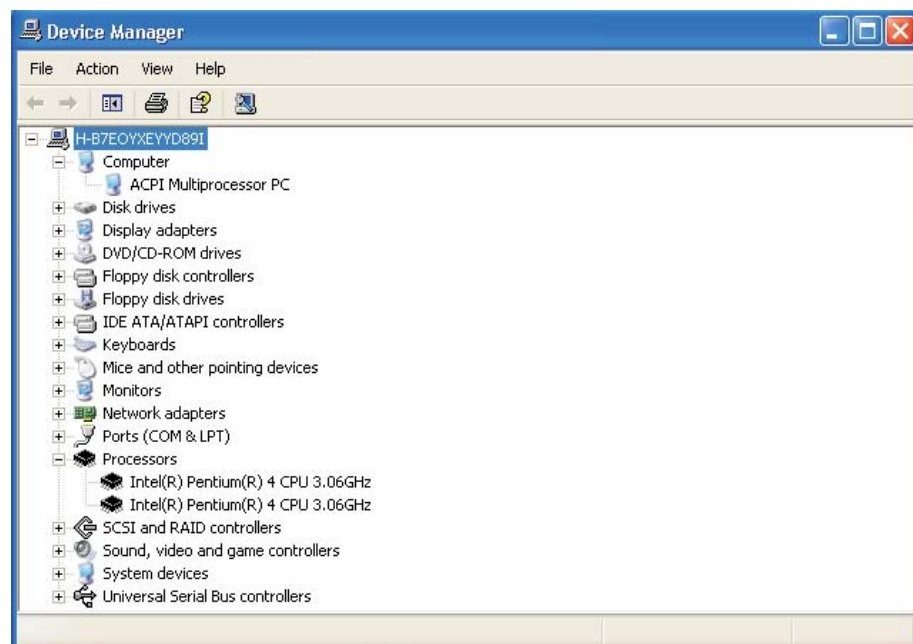 Device Manager
File Action View Help
H-B7EOYXEYYD89I
Computer
ACPI Multiprocessor PC
Disk drives
Display adapters
DVD/CD-ROM drives
Floppy disk controllers
Floppy disk drives
IDE ATA/ATAPI controllers
Keyboards
Mice and other pointing devices
Monitors
Network adapters
Ports (COM & LPT)
Processors
Intel(R) Pentium(R) 4 CPU 3.06GHz
Intel(R) Pentium(R) 4 CPU 3.06GHz
SCSI and RAID controllers
Sound, video and game controllers
System devices
Universal Serial Bus controllers